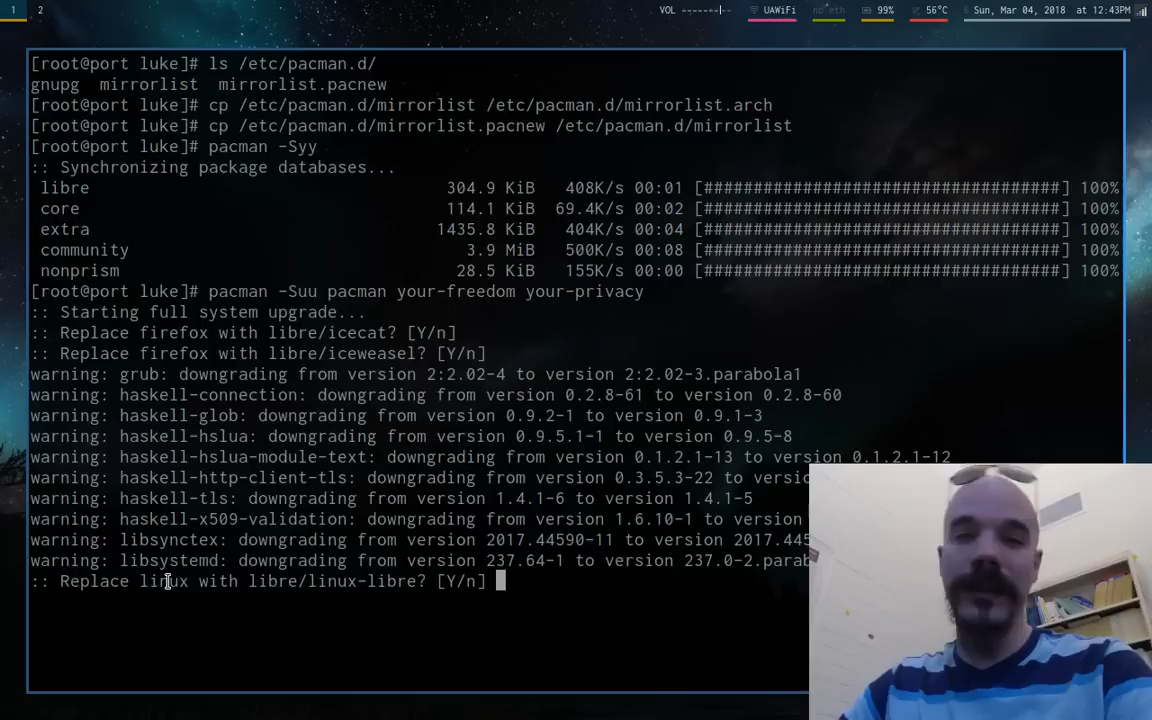 1 2 VOL UAWiFi no eth 99% 56°C Sun, Mar 04, 2018 at 12:43PM
[root@port luke]# ls /etc/pacman.d/
gnupg mirrorlist mirrorlist.pacnew
[root@port luke]# cp /etc/pacman.d/mirrorlist /etc/pacman.d/mirrorlist.arch
[root@port luke]# cp /etc/pacman.d/mirrorlist.pacnew /etc/pacman.d/mirrorlist
[root@port luke]# pacman -Syy
:: Synchronizing package databases...
libre 304.9 KiB 408K/s 00:01 [#####################################] 100%
core 114.1 KiB 69.4K/s 00:02 [#####################################] 100%
extra 1435.8 KiB 404K/s 00:04 [#####################################] 100%
community 3.9 MiB 500K/s 00:08 [#####################################] 100%
nonprism 28.5 KiB 155K/s 00:00 [#####################################] 100%
[root@port luke]# pacman -Suu pacman your-freedom your-privacy
:: Starting full system upgrade...
:: Replace firefox with libre/icecat? [Y/n]
:: Replace firefox with libre/iceweasel? [Y/n]
warning: grub: downgrading from version 2:2.02-4 to version 2:2.02-3.parabola1
warning: haskell-connection: downgrading from version 0.2.8-61 to version 0.2.8-60
warning: haskell-glob: downgrading from version 0.9.2-1 to version 0.9.1-3
warning: haskell-hslua: downgrading from version 0.9.5.1-1 to version 0.9.5-8
warning: haskell-hslua-module-text: downgrading from version 0.1.2.1-13 to version 0.1.2.1-12
warning: haskell-http-client-tls: downgrading from version 0.3.5.3-22 to versio
warning: haskell-tls: downgrading from version 1.4.1-6 to version 1.4.1-5
warning: haskell-x509-validation: downgrading from version 1.6.10-1 to version
warning: libsynctex: downgrading from version 2017.44590-11 to version 2017.445
warning: libsystemd: downgrading from version 237.64-1 to version 237.0-2.parab
:: Replace linux with libre/linux-libre? [Y/n]